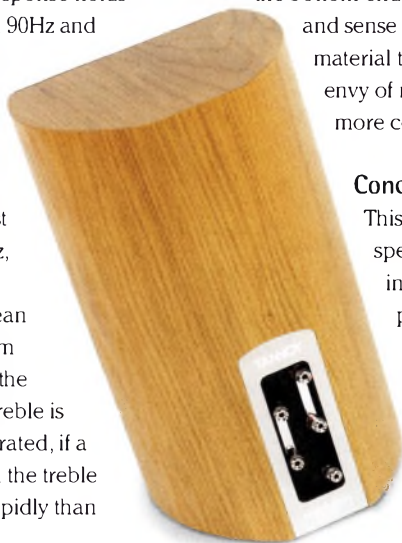 90Hz and
ean
m
the
reble is
rated, if a
the treble
pidly than
TANNOY
and sense
material t
envy of
more c
Conc
This
spe
in
p